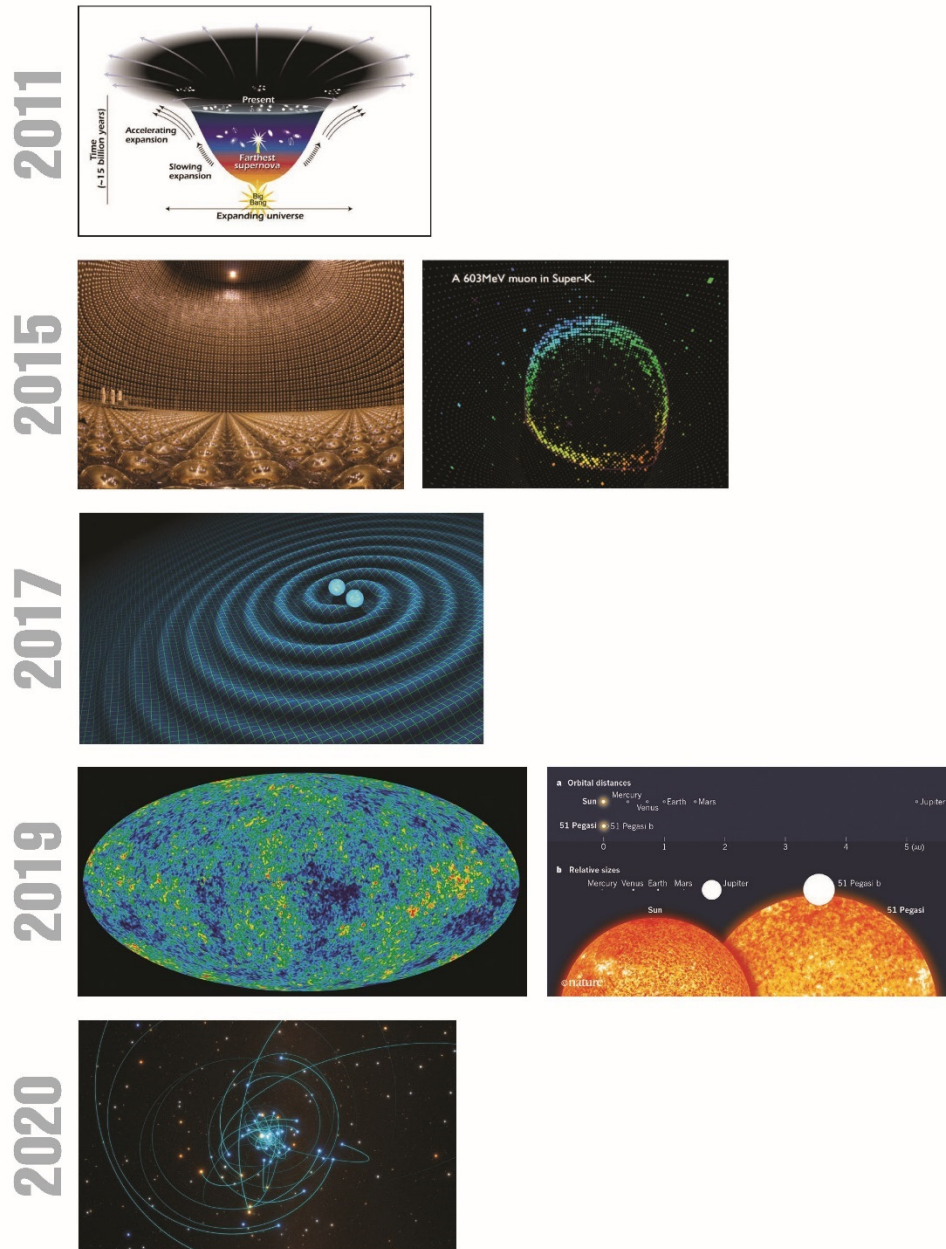 2011
Present
Accelerating
expansion
Farthest
supernova
Slowing
expansion
Time
(~15 billion years)
Big
Bang
Expanding universe
2015
A 603MeV muon in Super-K.
2017
2019
a Orbital distances
Sun
Mercury
Venus
Earth
Mars
Jupiter
51 Pegasi
51 Pegasi b
0
1
2
3
4
5 (AU)
b Relative sizes
Mercury Venus Earth Mars
Jupiter
51 Pegasi b
Sun
51 Pegasi
©nature
2020